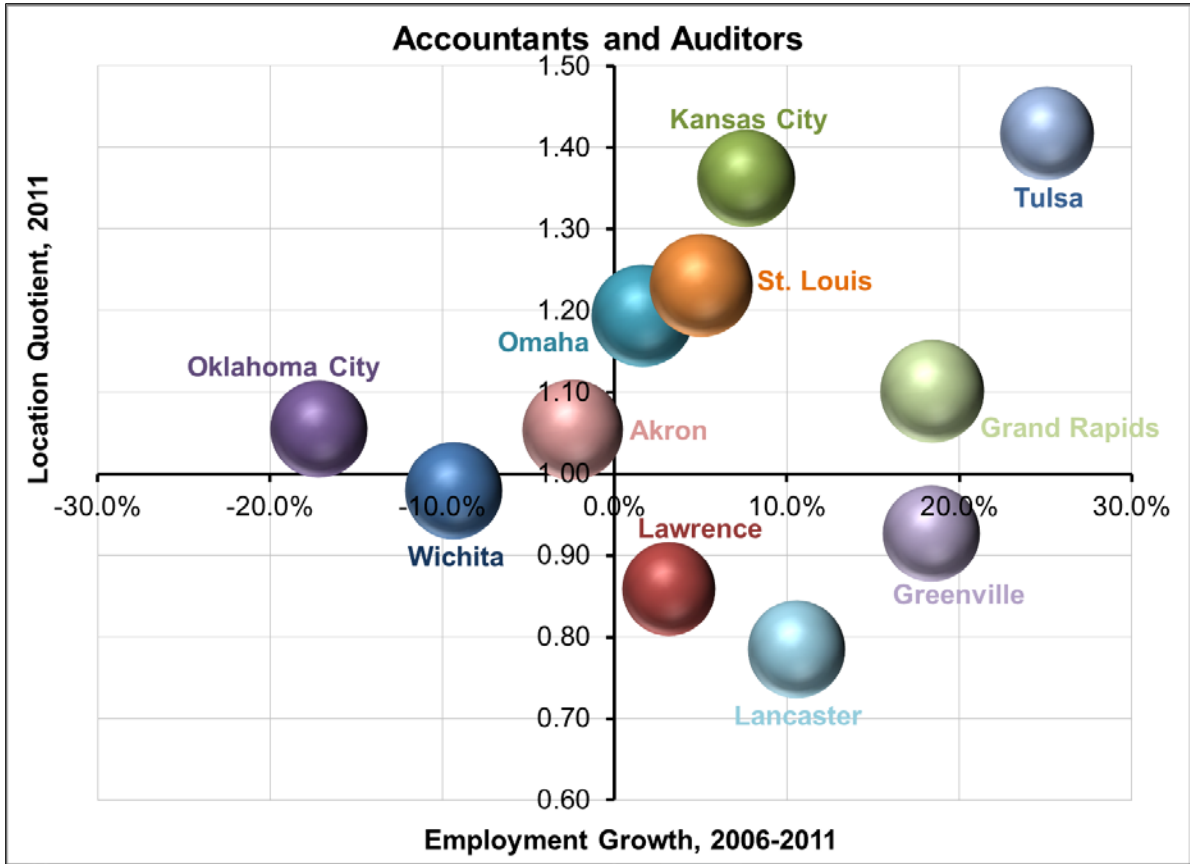 Accountants and Auditors
Location Quotient, 2011
1.50
Kansas City
1.40
Tulsa
1.30
St. Louis
1.20
Omaha
Oklahoma City
1.10
Akron
Grand Rapids
1.00
-30.0%
-20.0%
-10.0%
0.0%
10.0%
20.0%
30.0%
Lawrence
Wichita
0.90
Greenville
0.80
Lancaster
0.70
0.60
Employment Growth, 2006-2011